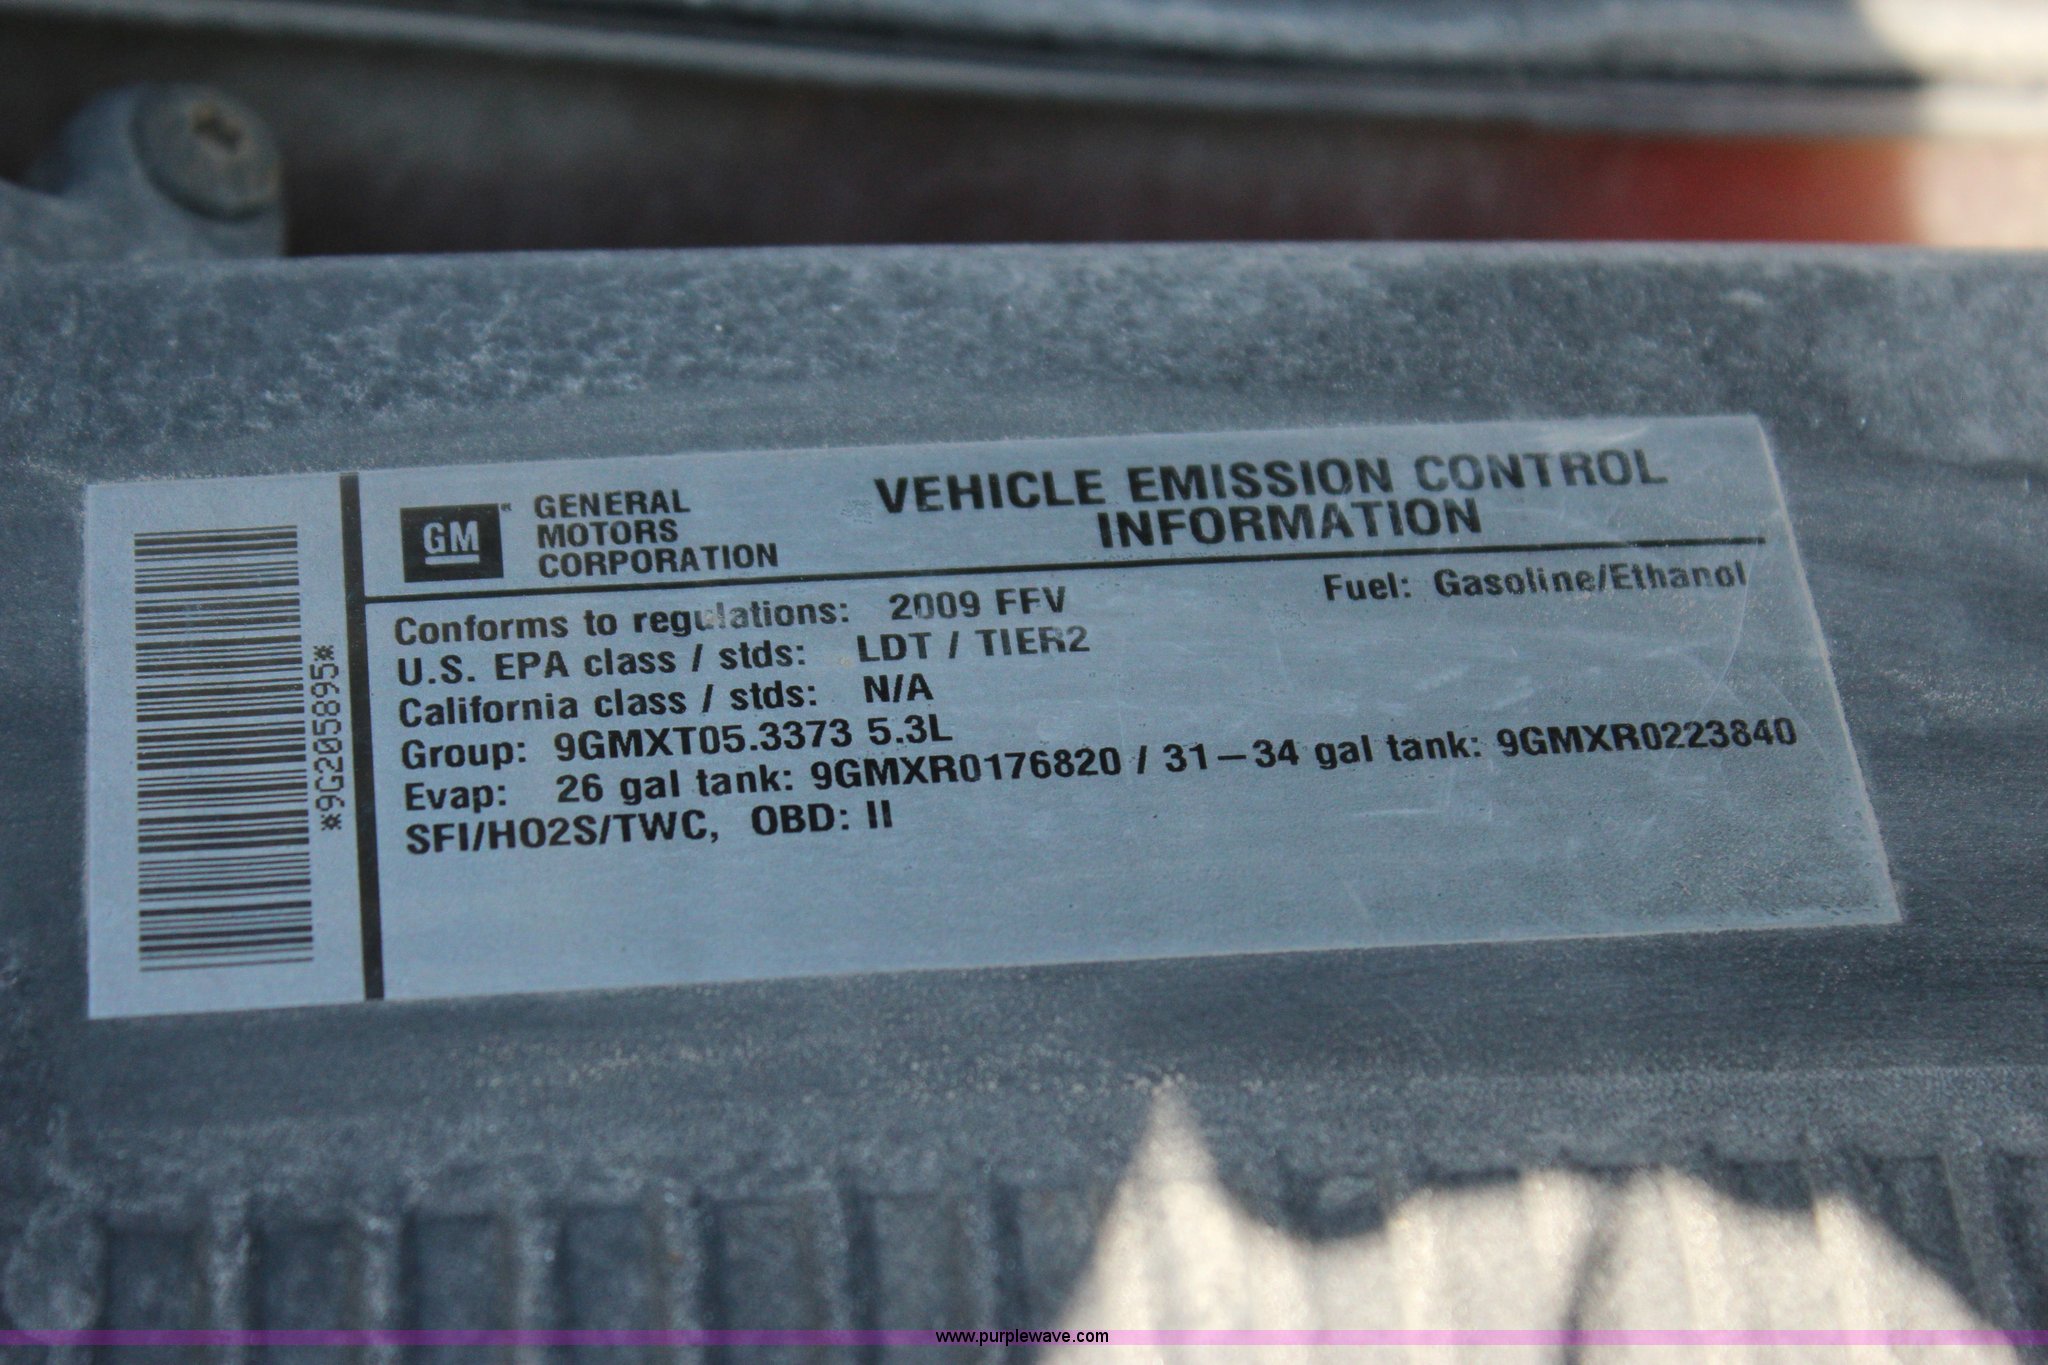 GM
GENERAL
MOTORS
CORPORATION
VEHICLE EMISSION CONTROL
INFORMATION
Conforms to regulations: 2009 FFV
Fuel: Gasoline/Ethanol
U.S. EPA class / stds: LDT / TIER2
California class / stds: N/A
Group: 9GMXT05.3373 5.3L
Evap: 26 gal tank: 9GMXR0176820 / 31–34 gal tank: 9GMXR0223840
SFI/HO2S/TWC, OBD: II
*9G205895*
www.purplewave.com